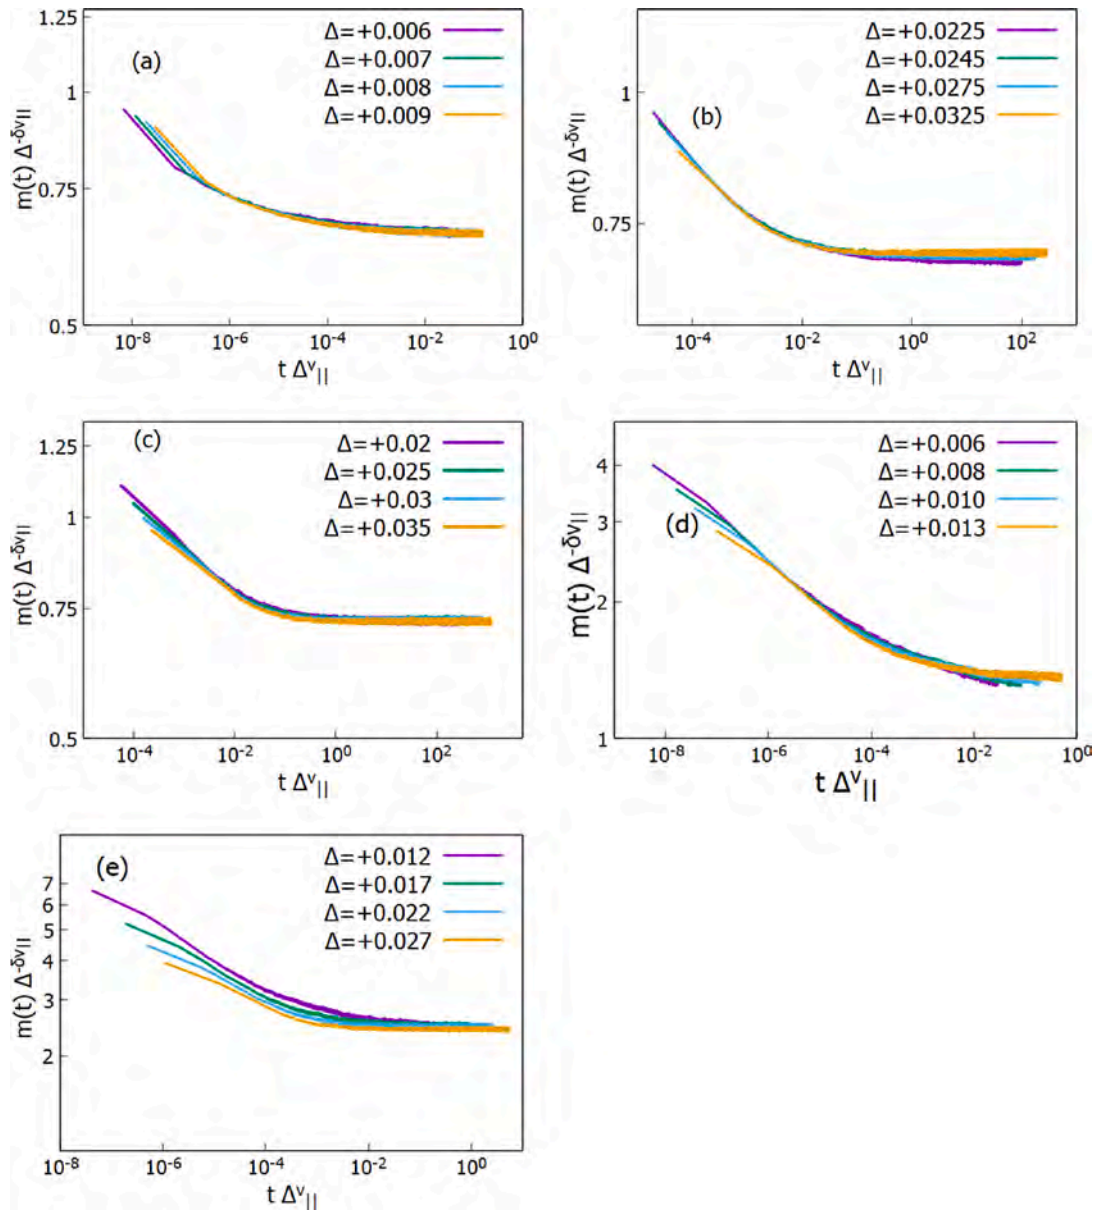 (a)
Δ=+0.006
Δ=+0.007
Δ=+0.008
Δ=+0.009
1.25
1
0.75
0.5
m(t) Δ^-δν||
10^-8 10^-6 10^-4 10^-2 10^0
t Δ^ν||
(b)
Δ=+0.0225
Δ=+0.0245
Δ=+0.0275
Δ=+0.0325
1
0.75
m(t) Δ^-δν||
10^-4 10^-2 10^0 10^2
t Δ^ν||
(c)
Δ=+0.02
Δ=+0.025
Δ=+0.03
Δ=+0.035
1.25
1
0.75
0.5
m(t) Δ^-δν||
10^-4 10^-2 10^0 10^2
t Δ^ν||
(d)
Δ=+0.006
Δ=+0.008
Δ=+0.010
Δ=+0.013
4
3
2
1
m(t) Δ^-δν||
10^-8 10^-6 10^-4 10^-2 10^0
t Δ^ν||
(e)
Δ=+0.012
Δ=+0.017
Δ=+0.022
Δ=+0.027
7
6
5
4
3
2
m(t) Δ^-δν||
10^-8 10^-6 10^-4 10^-2 10^0
t Δ^ν||